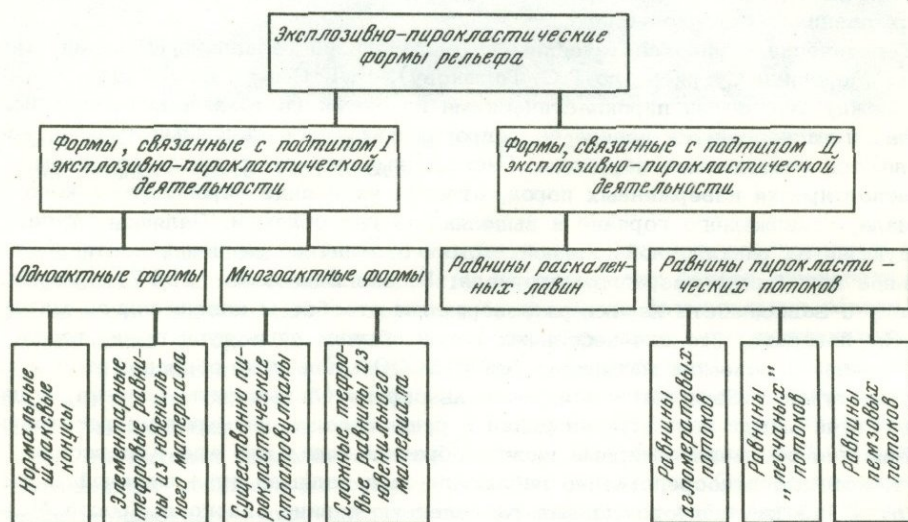 Эксплозивно-пирокластические
формы рельефа
Формы, связанные с подтипом I
эксплозивно-пирокластической
деятельности
Формы, связанные с подтипом II
эксплозивно-пирокластической
деятельности
Одноактные формы
Многоактные формы
Равнины раскален-
ных лавин
Равнины пирокласти-
ческих потоков
Нормальные
шлаковые
конусы
Элементарные
тефровые равни-
ны из ювениль-
ного материала
Существенно пи-
рокластические
стратовулканы
Сложные тефро-
вые равнины из
ювенильного
материала
Равнины
агломератовых
потоков
Равнины
"песчаных"
потоков
Равнины
пемзовых
потоков